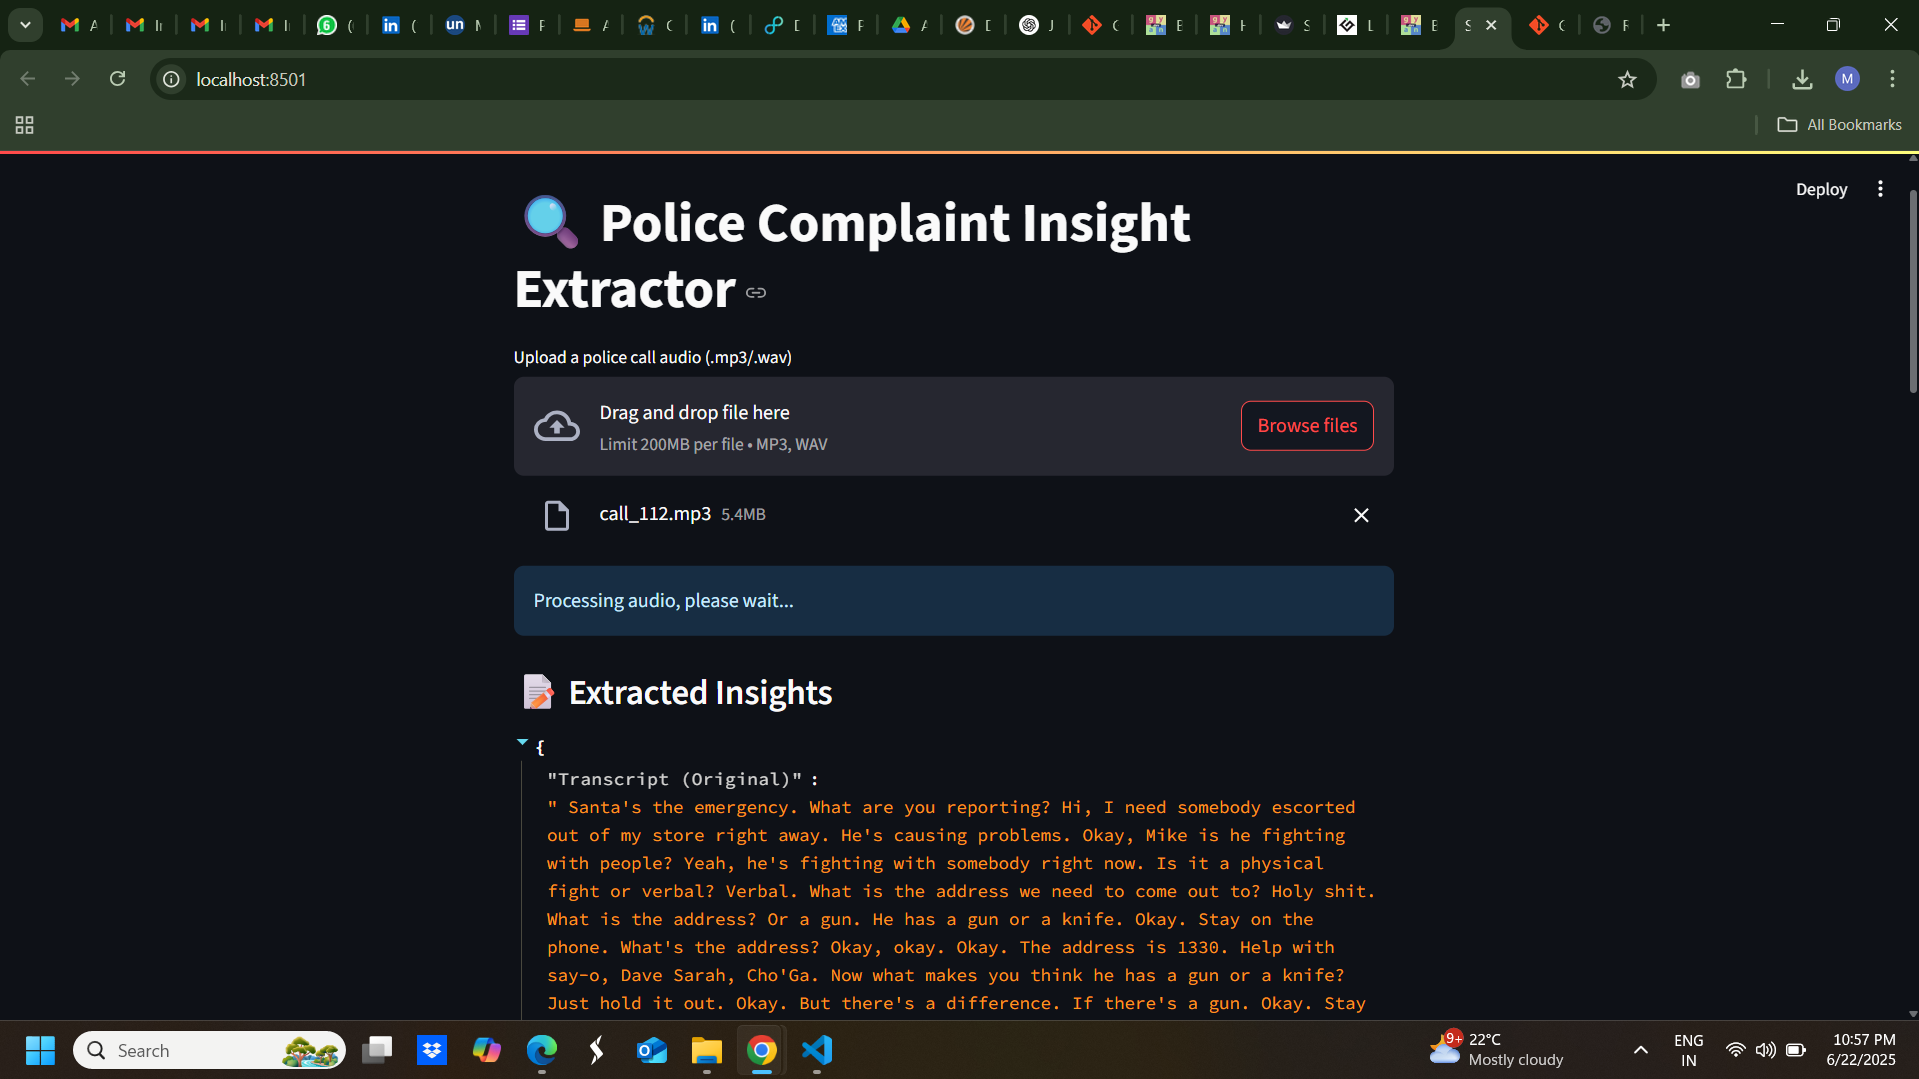 localhost:8501
All Bookmarks
Deploy
Police Complaint Insight
Extractor
Upload a police call audio (.mp3/.wav)
Drag and drop file here
Limit 200MB per file • MP3, WAV
Browse files
call_112.mp3 5.4MB
Processing audio, please wait...
Extracted Insights
{
"Transcript (Original)" :
" Santa's the emergency. What are you reporting? Hi, I need somebody escorted
out of my store right away. He's causing problems. Okay, Mike is he fighting
with people? Yeah, he's fighting with somebody right now. Is it a physical
fight or verbal? Verbal. What is the address we need to come out to? Holy shit.
What is the address? Or a gun. He has a gun or a knife. Okay. Stay on the
phone. What's the address? Okay, okay. Okay. The address is 1330. Help with
say-o, Dave Sarah, Cho'Ga. Now what makes you think he has a gun or a knife?
Just hold it out. Okay. But there's a difference. If there's a gun. Okay. Stay
Search
9+
22°C
Mostly cloudy
ENG
IN
10:57 PM
6/22/2025